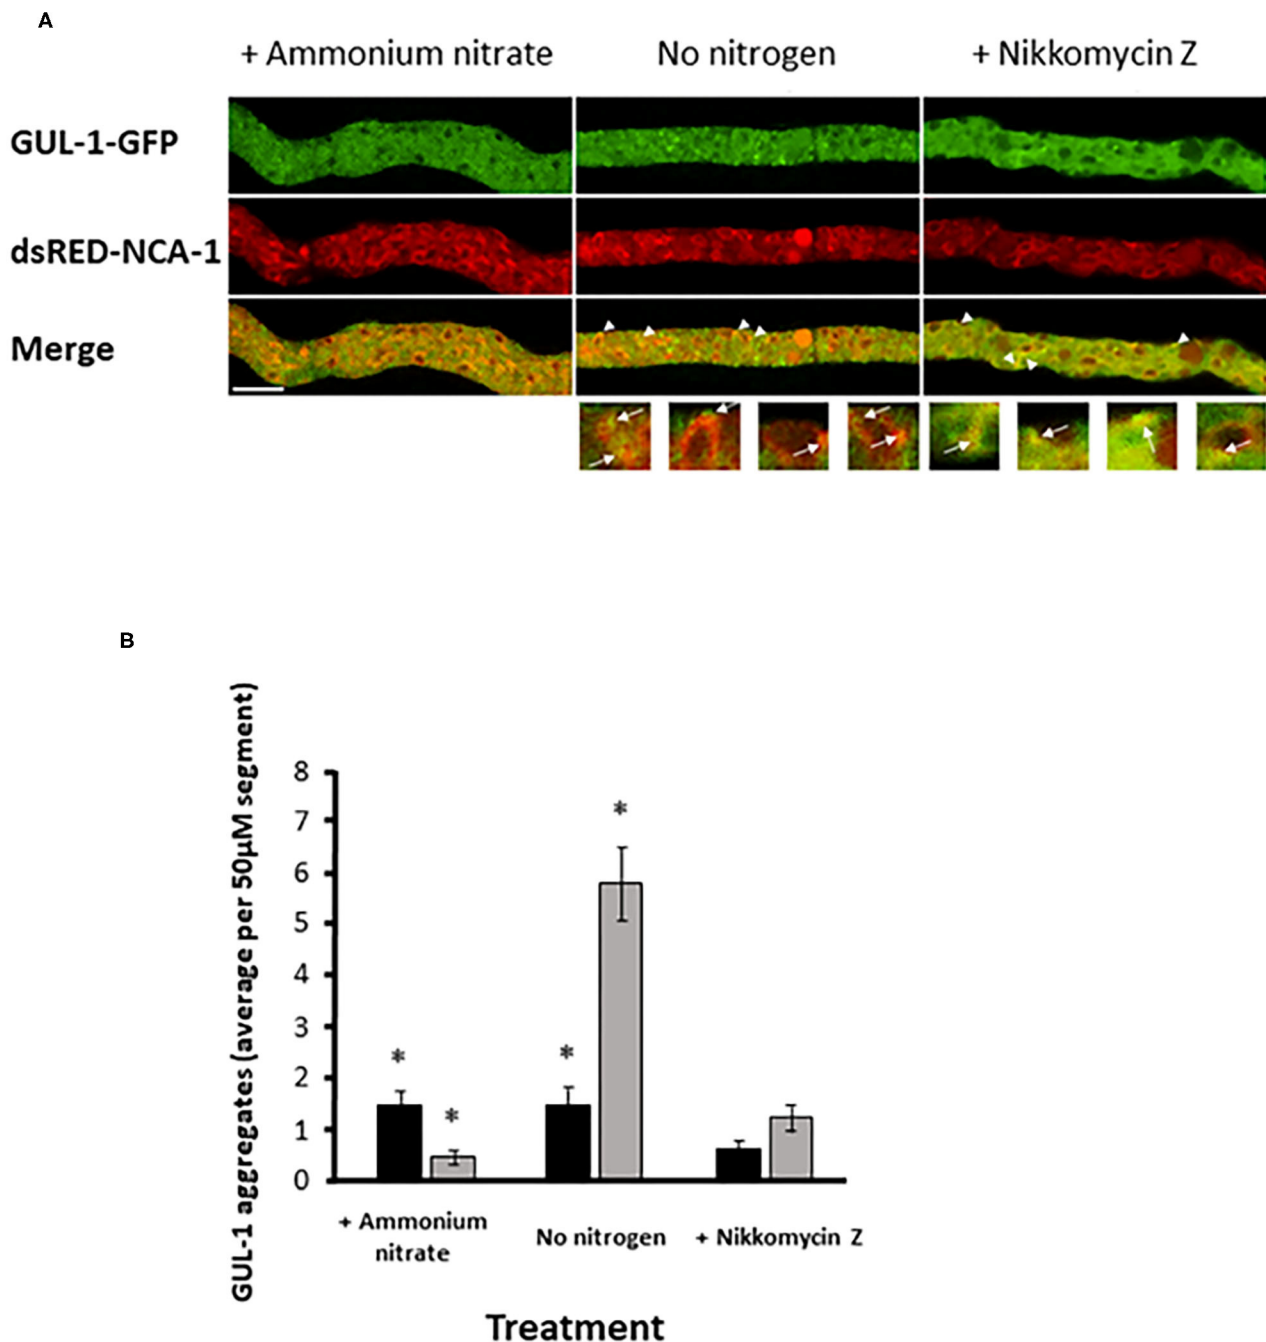 A
+ Ammonium nitrate
No nitrogen
+ Nikkomycin Z
GUL-1-GFP
dsRED-NCA-1
Merge
B
GUL-1 aggregates (average per 50µM segment)
8
7
6
5
4
3
2
1
0
*
*
*
*
+ Ammonium
nitrate
No nitrogen
+ Nikkomycin Z
Treatment